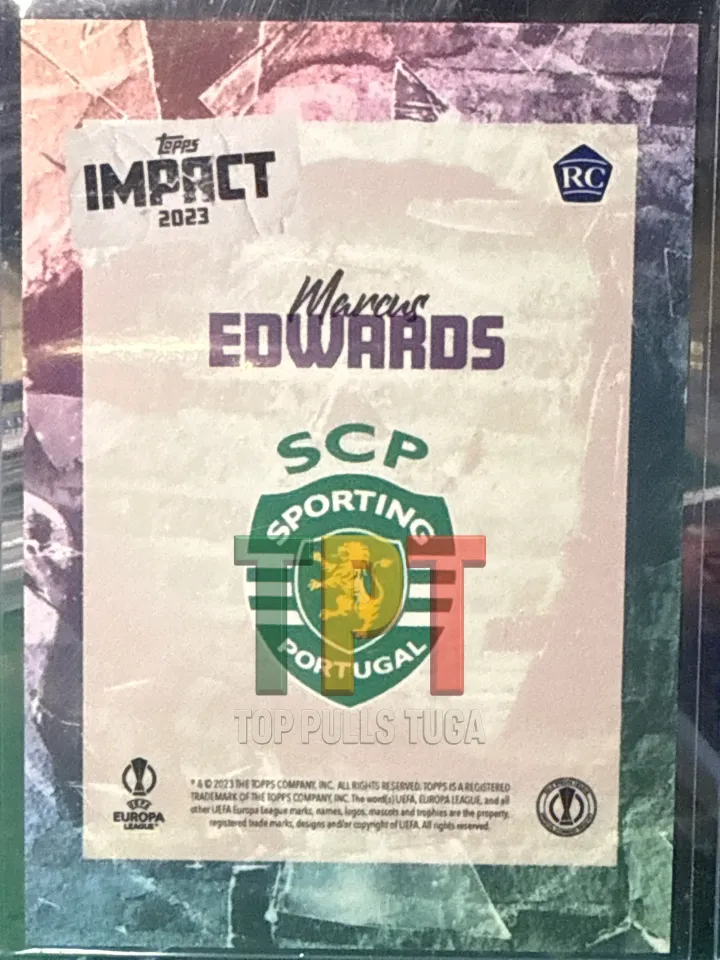 Topps
IMPACT
2023
RC
Marcus
EDWARDS
SCP
SPORTING
PORTUGAL
TPT
TOP PULLS TUGA
UEFA
EUROPA
LEAGUE
* & © 2023 THE TOPPS COMPANY, INC. ALL RIGHTS RESERVED. TOPPS IS A REGISTERED
TRADEMARK OF THE TOPPS COMPANY, INC. The word(s) UEFA, EUROPA LEAGUE, and all
other UEFA Europa League marks, names, logos, mascots and trophies are the property,
registered trade marks, designs and/or copyright of UEFA. All rights reserved.